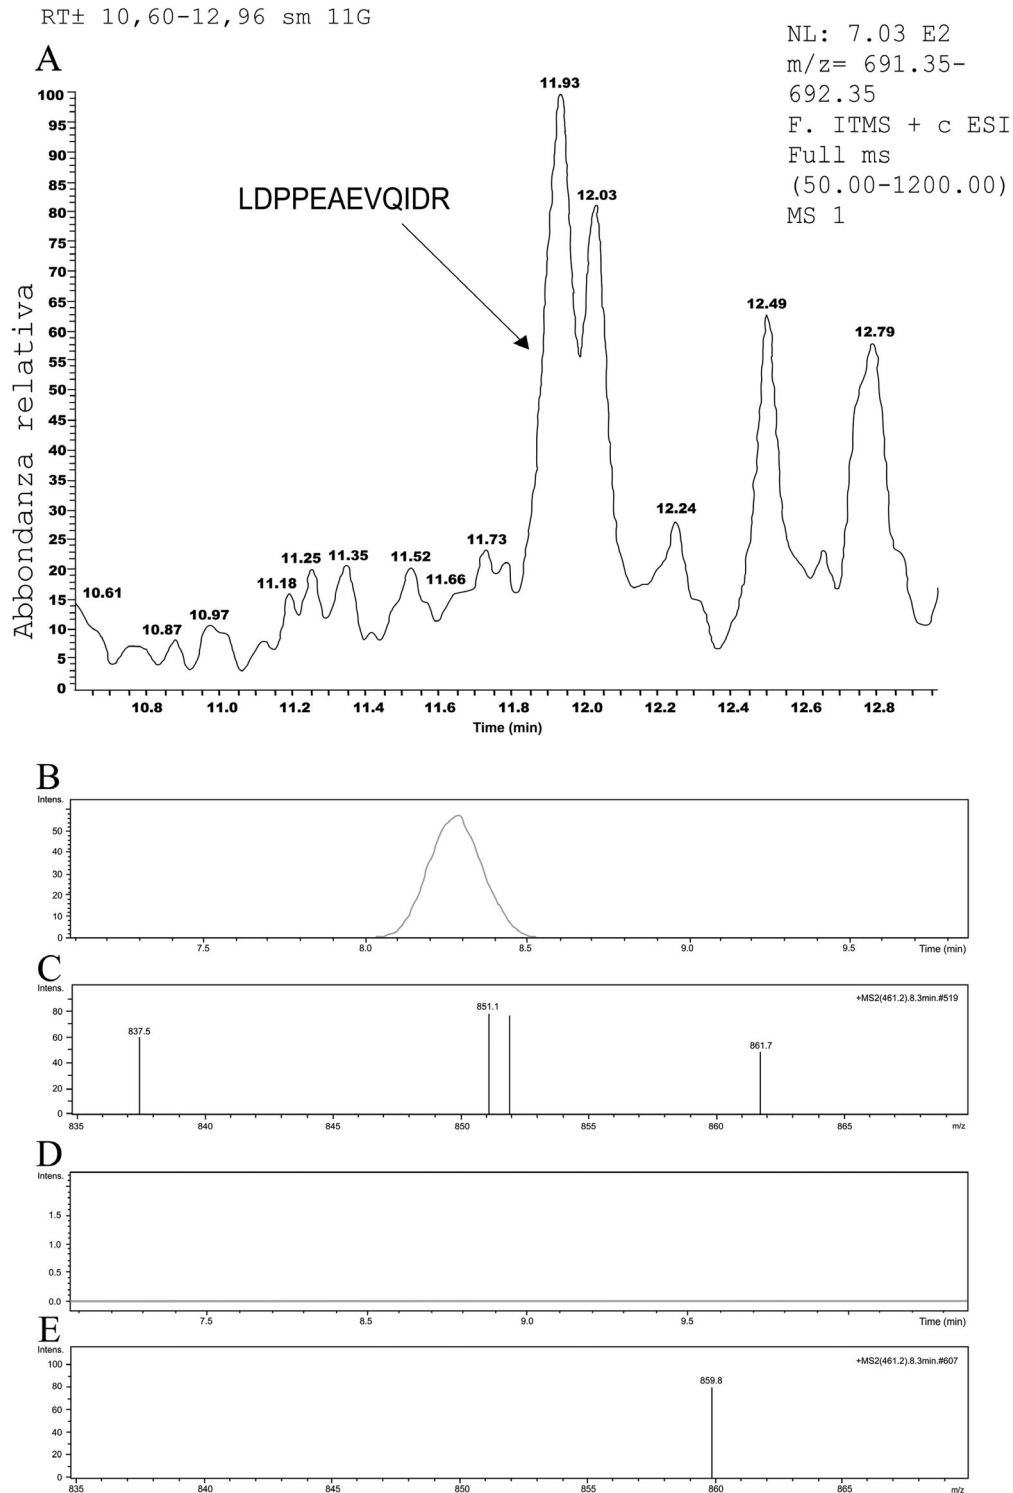 RT± 10,60-12,96 sm 11G
NL: 7.03 E2
m/z= 691.35-
692.35
F. ITMS + c ESI
Full ms
(50.00-1200.00)
MS 1
A
Abbondanza relativa
100
95
90
85
80
75
70
65
60
55
50
45
40
35
30
25
20
15
10
5
0
LDPPEAEVQIDR
10.61
10.87
10.97
11.18
11.25
11.35
11.52
11.66
11.73
11.93
12.03
12.24
12.49
12.79
10.8 11.0 11.2 11.4 11.6 11.8 12.0 12.2 12.4 12.6 12.8
Time (min)
B
Intens.
50
40
30
20
10
0
7.5 8.0 8.5 9.0 9.5 Time (min)
C
Intens.
+MS2(461.2).8.3min.#519
80
60
40
20
0
837.5
851.1
861.7
835 840 845 850 855 860 865 m/z
D
Intens.
1.5
1.0
0.5
0.0
7.5 8.5 9.0 9.5 Time (min)
E
Intens.
+MS2(461.2).8.3min.#607
100
80
60
40
20
0
859.8
835 840 845 850 855 860 865 m/z